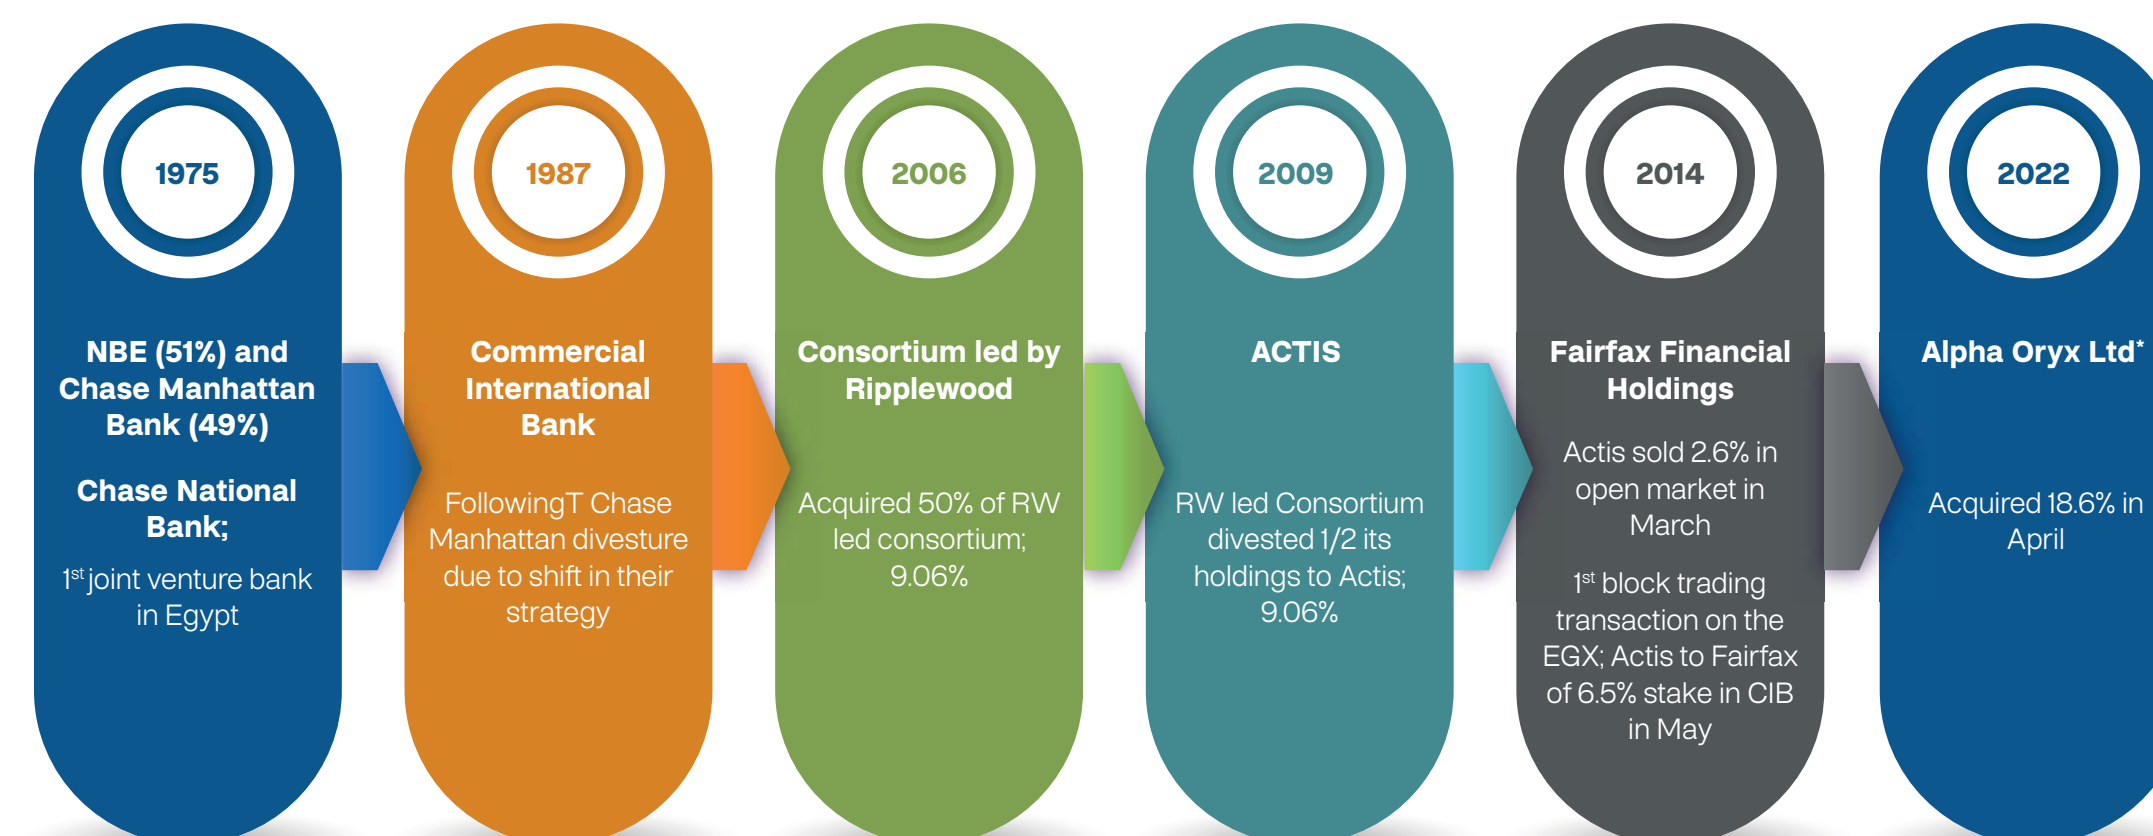 1975
NBE (51%) and
Chase Manhattan
Bank (49%)
Chase National
Bank;
1st joint venture bank
in Egypt
1987
Commercial
International
Bank
FollowingT Chase
Manhattan divesture
due to shift in their
strategy
2006
Consortium led by
Ripplewood
Acquired 50% of RW
led consortium;
9.06%
2009
ACTIS
RW led Consortium
divested 1/2 its
holdings to Actis;
9.06%
2014
Fairfax Financial
Holdings
Actis sold 2.6% in
open market in
March
1st block trading
transaction on the
EGX; Actis to Fairfax
of 6.5% stake in CIB
in May
2022
Alpha Oryx Ltd*
Acquired 18.6% in
April